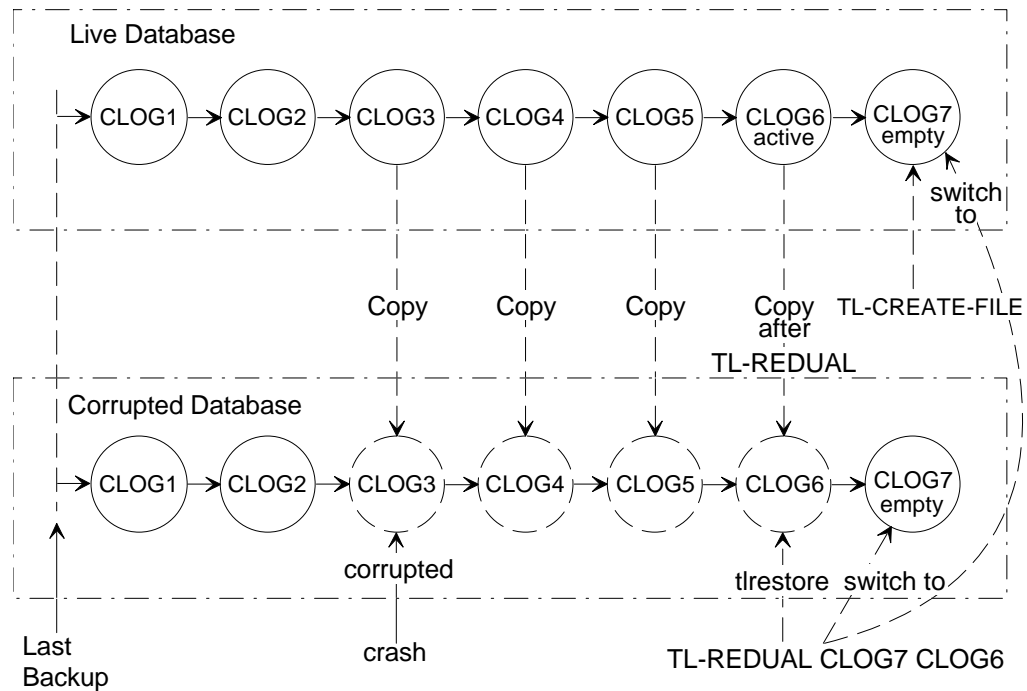 Live Database
CLOG1
CLOG2
CLOG3
CLOG4
CLOG5
CLOG6
active
CLOG7
empty
switch
to
Copy
Copy
Copy
Copy
after
TL-REDUAL
TL-CREATE-FILE
Corrupted Database
CLOG1
CLOG2
CLOG3
CLOG4
CLOG5
CLOG6
CLOG7
empty
corrupted
tlrestore
switch to
Last
Backup
crash
TL-REDUAL CLOG7 CLOG6